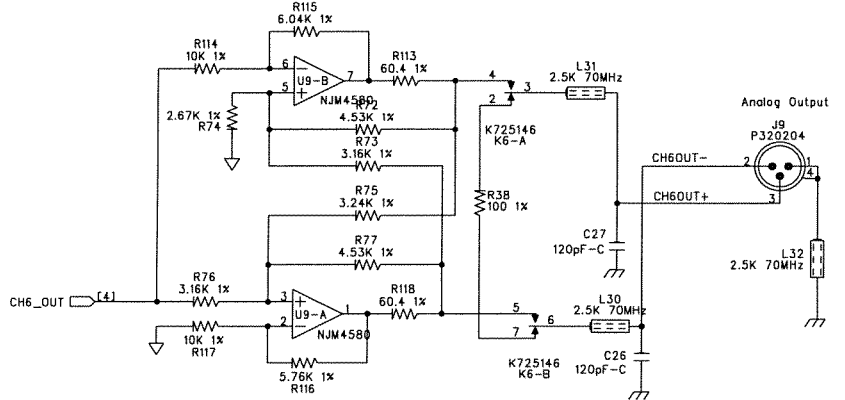 R115
6.04K 1%
R114
10K 1%
R113
60.4 1%
6
7
5
U9-B
NJM4580
2.67K 1%
R74
R72
4.53K 1%
R73
3.16K 1%
R75
3.24K 1%
R77
4.53K 1%
4
3
2
K725146
K6-A
L31
2.5K 70MHz
R38
100 1%
C27
120pF-C
Analog Output
J9
P320204
CH6OUT-
2
1
4
CH6OUT+
3
L32
2.5K 70MHz
CH6_OUT
[4]
R76
3.16K 1%
3
1
2
U9-A
NJM4580
R118
60.4 1%
10K 1%
R117
5.76K 1%
R116
5
6
7
K725146
K6-B
L30
2.5K 70MHz
C26
120pF-C